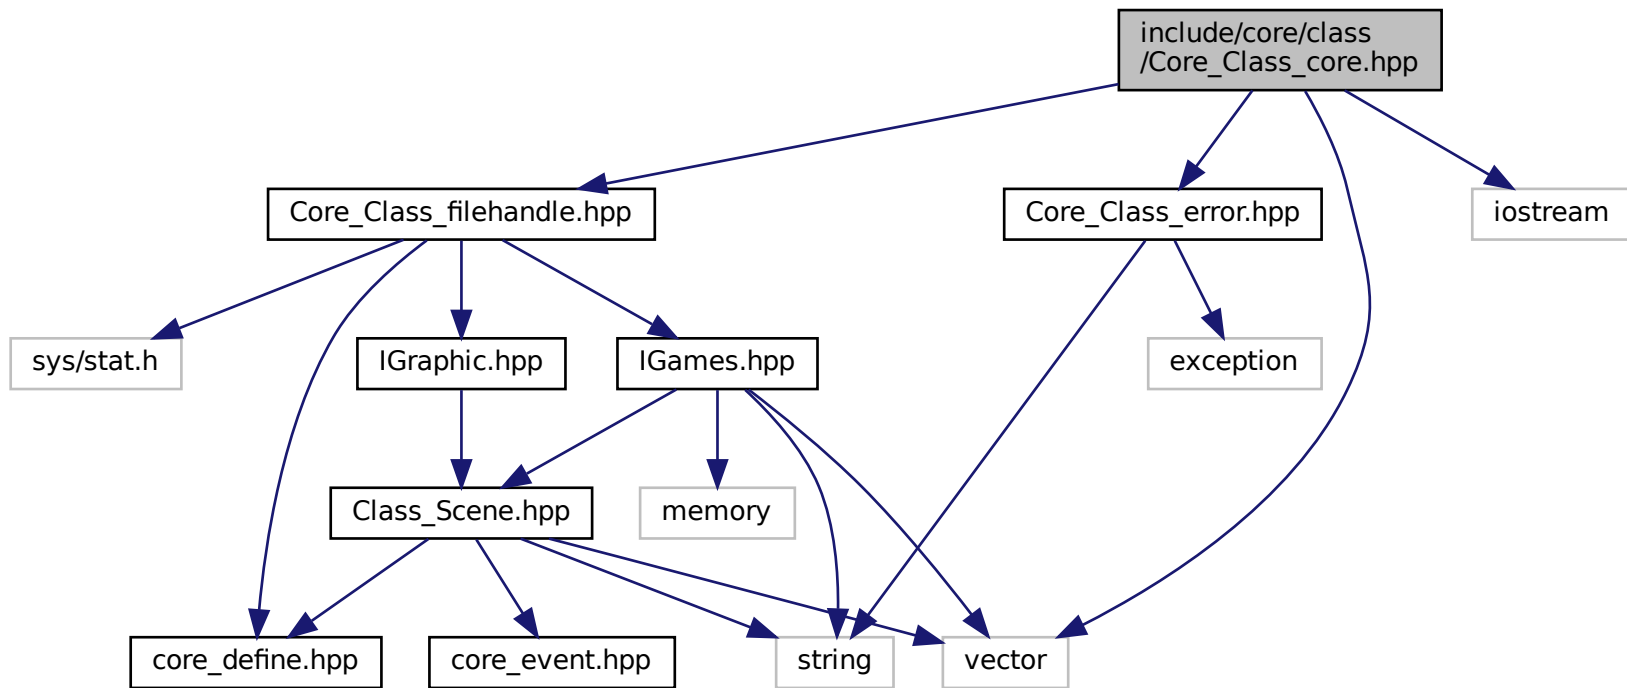 include/core/class
/Core_Class_core.hpp
Core_Class_filehandle.hpp
Core_Class_error.hpp
iostream
sys/stat.h
IGraphic.hpp
IGames.hpp
exception
Class_Scene.hpp
memory
core_define.hpp
core_event.hpp
string
vector